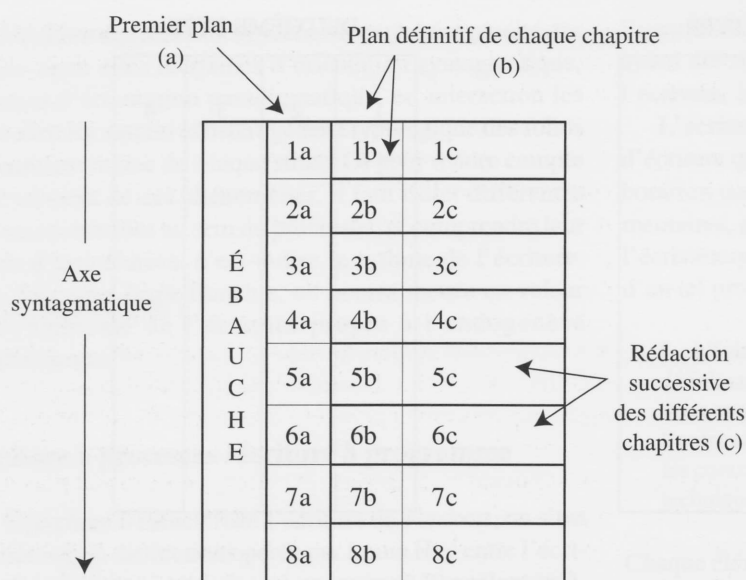 Premier plan
(a)
Plan définitif de chaque chapitre
(b)
1a 1b 1c
2a 2b 2c
3a 3b 3c
4a 4b 4c
5a 5b 5c
6a 6b 6c
7a 7b 7c
8a 8b 8c
ÉBAUCHE
Axe
syntagmatique
Rédaction
successive
des différents
chapitres (c)